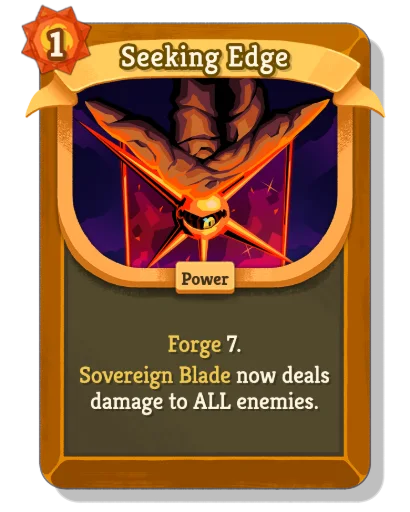 1
Seeking Edge
Power
Forge 7.
Sovereign Blade now deals
damage to ALL enemies.